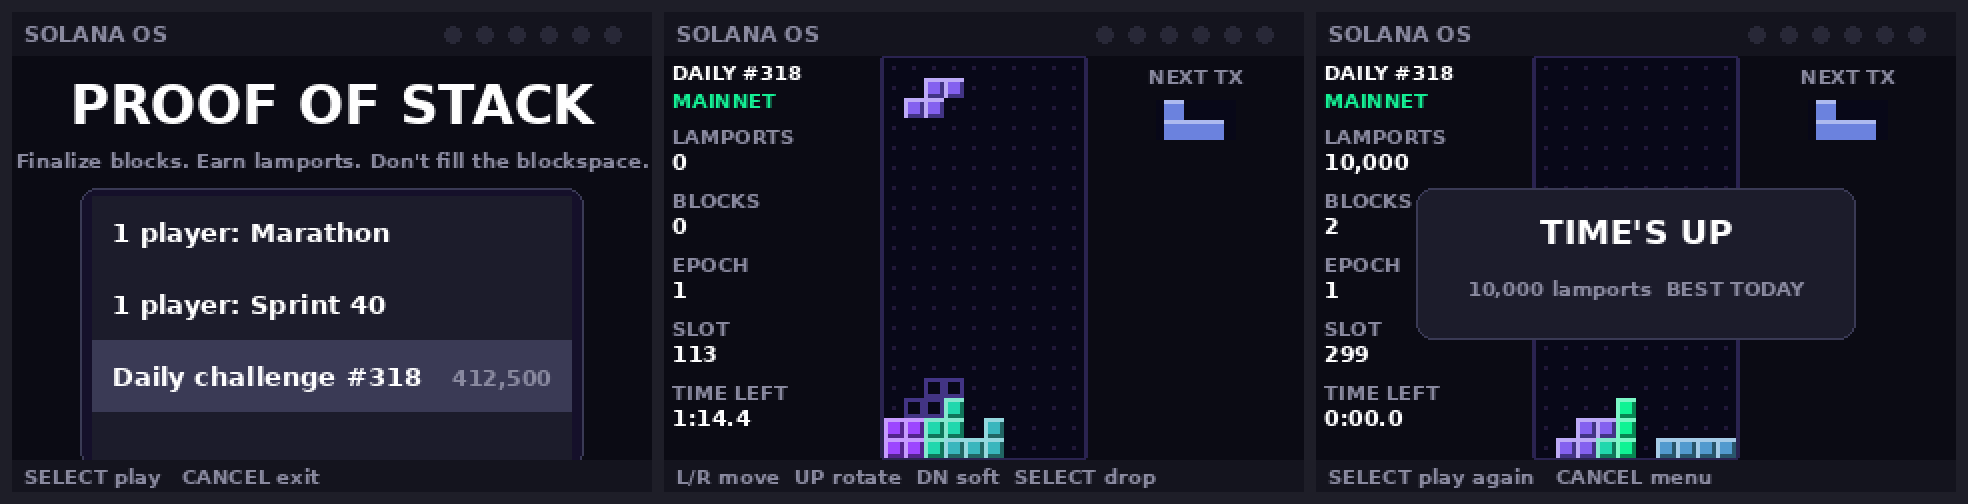 SOLANA OS
PROOF OF STACK
Finalize blocks. Earn lamports. Don't fill the blockspace.
1 player: Marathon
1 player: Sprint 40
Daily challenge #318 412,500
SELECT play CANCEL exit
SOLANA OS
DAILY #318
MAINNET
LAMPORTS
0
BLOCKS
0
EPOCH
1
SLOT
113
TIME LEFT
1:14.4
NEXT TX
L/R move UP rotate DN soft SELECT drop
SOLANA OS
DAILY #318
MAINNET
LAMPORTS
10,000
BLOCKS
2
EPOCH
1
SLOT
299
TIME LEFT
0:00.0
NEXT TX
TIME'S UP
10,000 lamports BEST TODAY
SELECT play again CANCEL menu